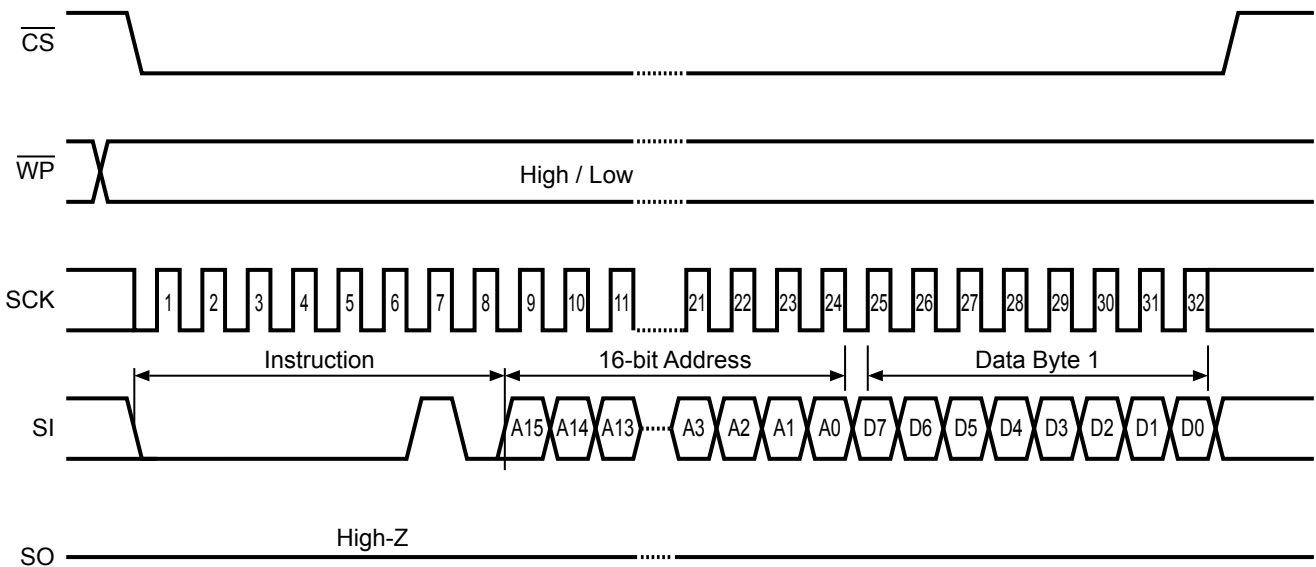 C̅S̅
W̅P̅
High / Low
SCK
1 2 3 4 5 6 7 8 9 10 11 21 22 23 24 25 26 27 28 29 30 31 32
Instruction 16-bit Address Data Byte 1
SI
A15 A14 A13 A3 A2 A1 A0 D7 D6 D5 D4 D3 D2 D1 D0
High-Z
SO